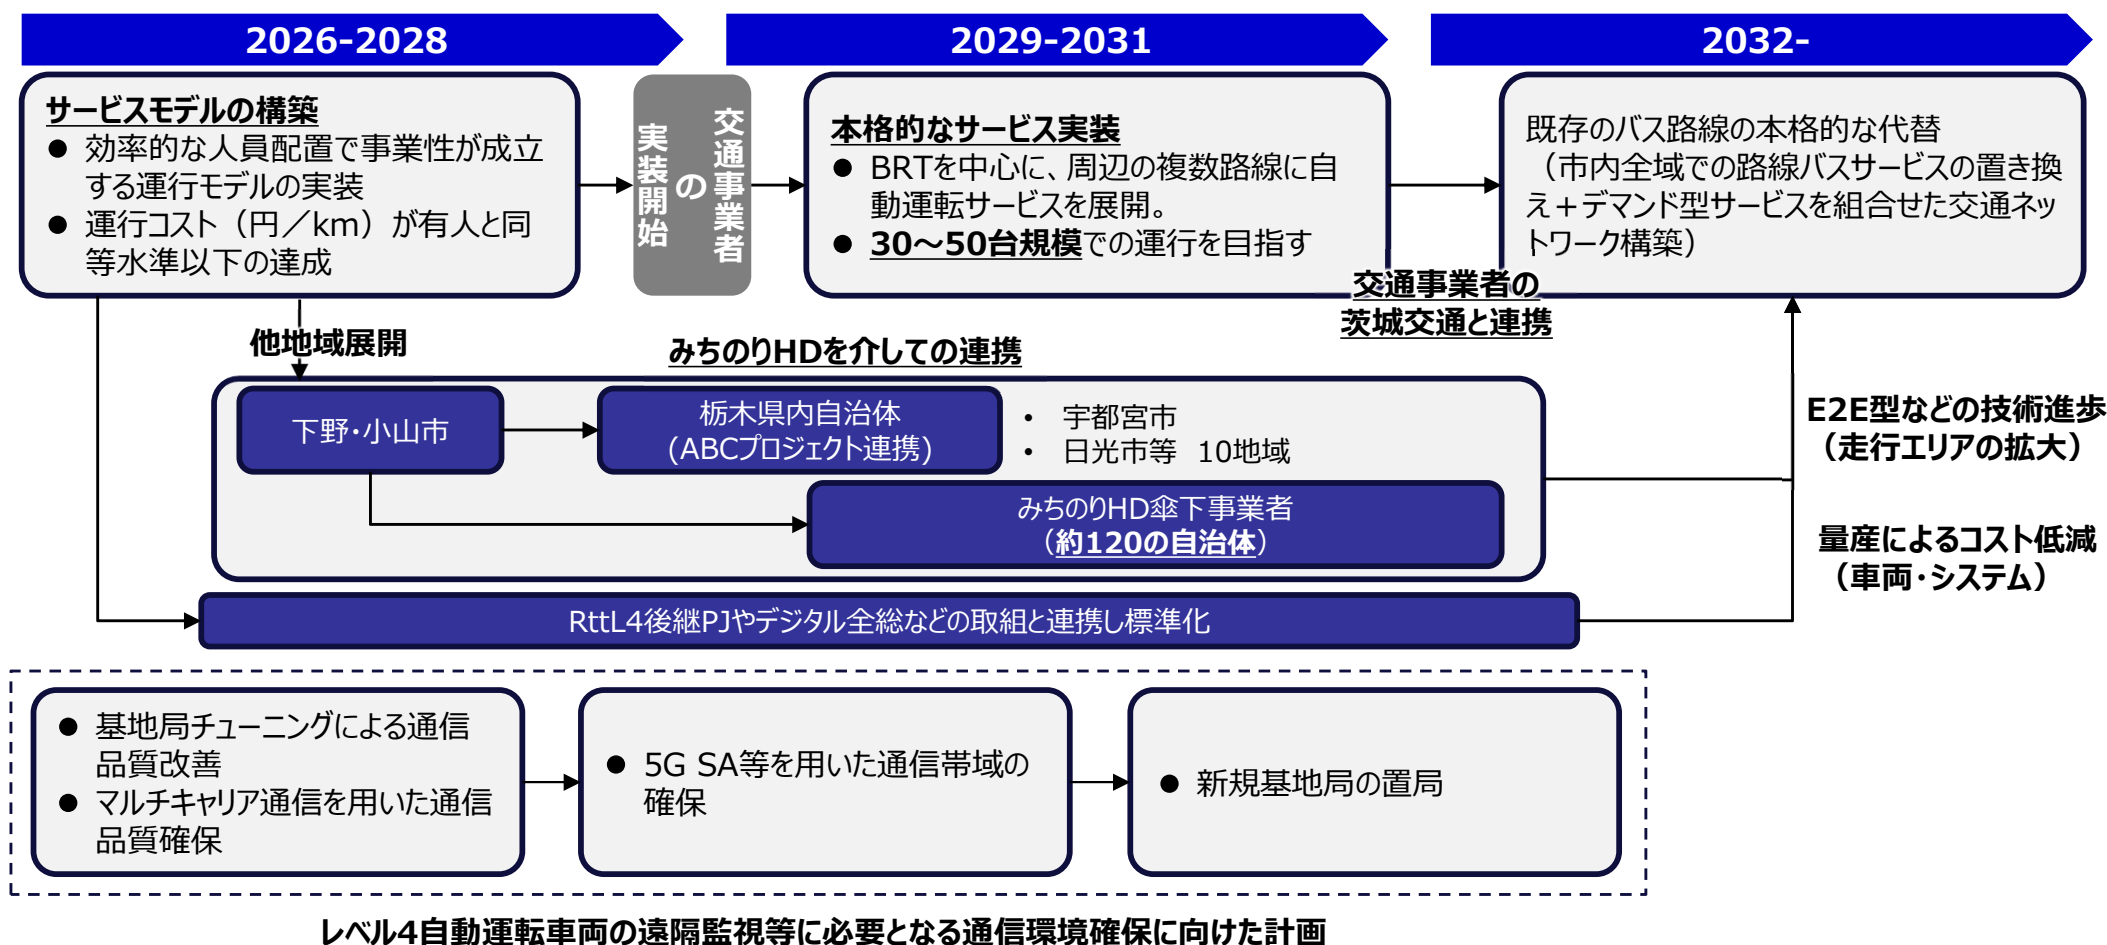 2026-2028
2029-2031
2032-
サービスモデルの構築
● 効率的な人員配置で事業性が成立
する運行モデルの実装
● 運行コスト（円／km）が有人と同
等水準以下の達成
交通事業者
の
実装開始
本格的なサービス実装
● BRTを中心に、周辺の複数路線に自
動運転サービスを展開。
● 30～50台規模での運行を目指す
既存のバス路線の本格的な代替
（市内全域での路線バスサービスの置き換
え＋デマンド型サービスを組合せた交通ネッ
トワーク構築）
交通事業者の
茨城交通と連携
他地域展開
みちのりHDを介しての連携
下野・小山市
栃木県内自治体
(ABCプロジェクト連携)
・ 宇都宮市
・ 日光市等 10地域
みちのりHD傘下事業者
（約120の自治体）
E2E型などの技術進歩
（走行エリアの拡大）
量産によるコスト低減
（車両・システム）
RttL4後継PJやデジタル全総などの取組と連携し標準化
● 基地局チューニングによる通信
品質改善
● マルチキャリア通信を用いた通信
品質確保
● 5G SA等を用いた通信帯域の
確保
● 新規基地局の置局
レベル4自動運転車両の遠隔監視等に必要となる通信環境確保に向けた計画